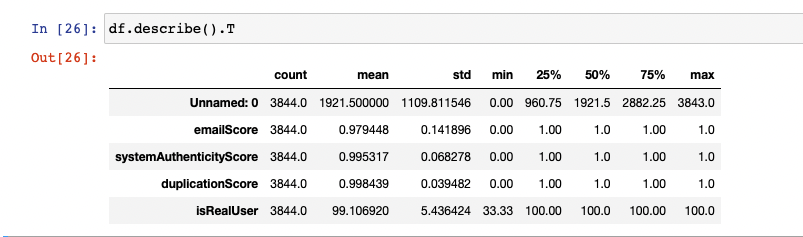 In [26]: df.describe().T
Out[26]:
count mean std min 25% 50% 75% max
Unnamed: 0 3844.0 1921.500000 1109.811546 0.00 960.75 1921.5 2882.25 3843.0
emailScore 3844.0 0.979448 0.141896 0.00 1.00 1.0 1.00 1.0
systemAuthenticityScore 3844.0 0.995317 0.068278 0.00 1.00 1.0 1.00 1.0
duplicationScore 3844.0 0.998439 0.039482 0.00 1.00 1.0 1.00 1.0
isRealUser 3844.0 99.106920 5.436424 33.33 100.00 100.0 100.00 100.0